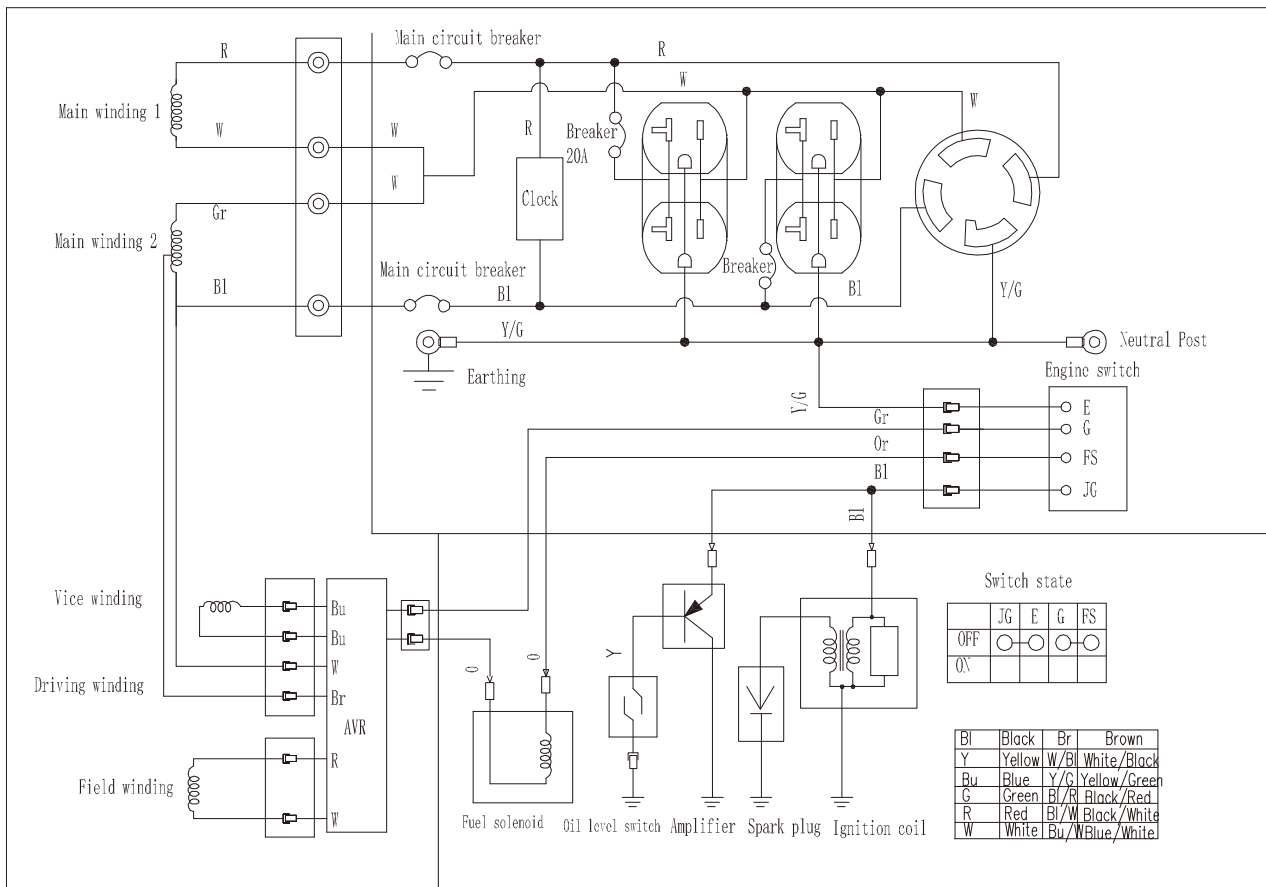 Main circuit breaker
R
R
W
Main winding 1
W
W
W
R
Breaker
20A
W
Clock
Gr
Main winding 2
Main circuit breaker
Breaker
Bl
Bl
Bl
Y/G
Y/G
Neutral Post
Earthing
Engine switch
Y/G
E
Gr
G
Or
FS
Bl
JG
Bl
Switch state
JG E G FS
OFF
ON
Vice winding
Bu
Bu
W
Driving winding
Br
AVR
O
O
Y
Field winding
R
W
Fuel solenoid
Oil level switch
Amplifier
Spark plug
Ignition coil
Bl Black Br Brown
Y Yellow W/Bl White/Black
Bu Blue Y/G Yellow/Green
G Green Bl/R Black/Red
R Red Bl/W Black/White
W White Bu/W Blue/White